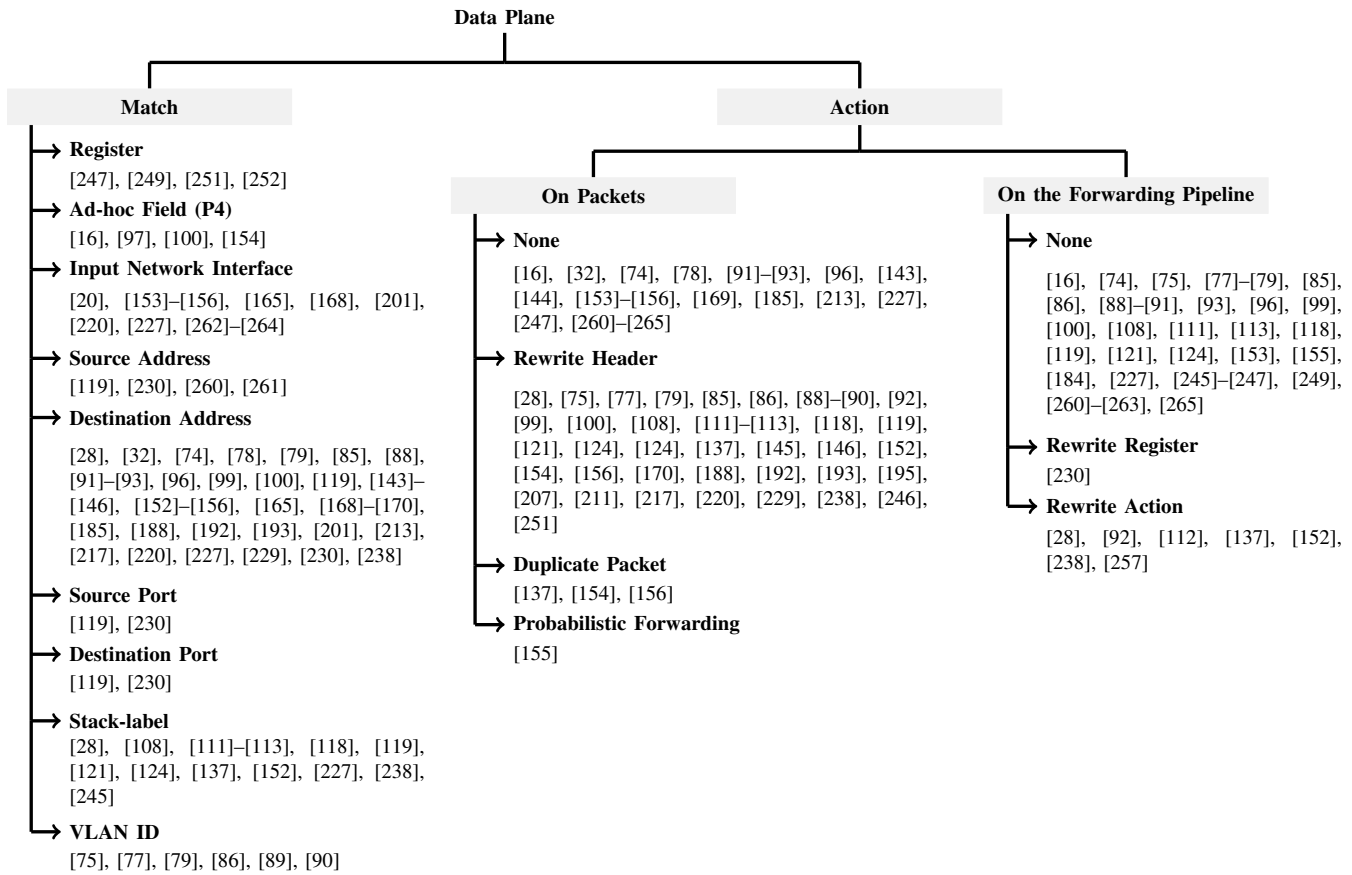 Data Plane
Match
Register
[247], [249], [251], [252]
Ad-hoc Field (P4)
[16], [97], [100], [154]
Input Network Interface
[20], [153]–[156], [165], [168], [201],
[220], [227], [262]–[264]
Source Address
[119], [230], [260], [261]
Destination Address
[28], [32], [74], [78], [79], [85], [88],
[91]–[93], [96], [99], [100], [119], [143]–
[146], [152]–[156], [165], [168]–[170],
[185], [188], [192], [193], [201], [213],
[217], [220], [227], [229], [230], [238]
Source Port
[119], [230]
Destination Port
[119], [230]
Stack-label
[28], [108], [111]–[113], [118], [119],
[121], [124], [137], [152], [227], [238],
[245]
VLAN ID
[75], [77], [79], [86], [89], [90]
Action
On Packets
None
[16], [32], [74], [78], [91]–[93], [96], [143],
[144], [153]–[156], [169], [185], [213], [227],
[247], [260]–[265]
Rewrite Header
[28], [75], [77], [79], [85], [86], [88]–[90], [92],
[99], [100], [108], [111]–[113], [118], [119],
[121], [124], [124], [137], [145], [146], [152],
[154], [156], [170], [188], [192], [193], [195],
[207], [211], [217], [220], [229], [238], [246],
[251]
Duplicate Packet
[137], [154], [156]
Probabilistic Forwarding
[155]
On the Forwarding Pipeline
None
[16], [74], [75], [77]–[79], [85],
[86], [88]–[91], [93], [96], [99],
[100], [108], [111], [113], [118],
[119], [121], [124], [153], [155],
[184], [227], [245]–[247], [249],
[260]–[263], [265]
Rewrite Register
[230]
Rewrite Action
[28], [92], [112], [137], [152],
[238], [257]